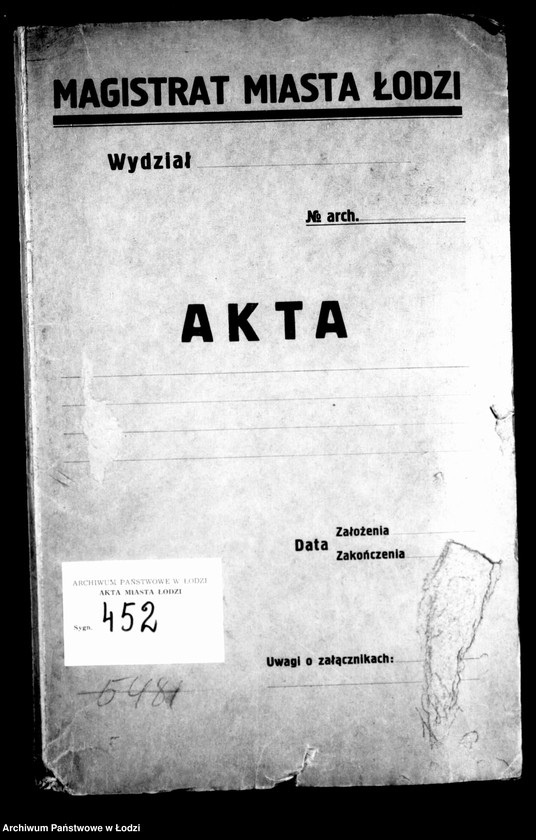 MAGISTRAT MIASTA ŁODZI
Wydział
№ arch.
AKTA
Data Założenia
Zakończenia
ARCHIWUM PAŃSTWOWE W ŁODZI
AKTA MIASTA ŁODZI
Sygn. 452
Uwagi o załącznikach:
5481
Archiwum Państwowe w Łodzi